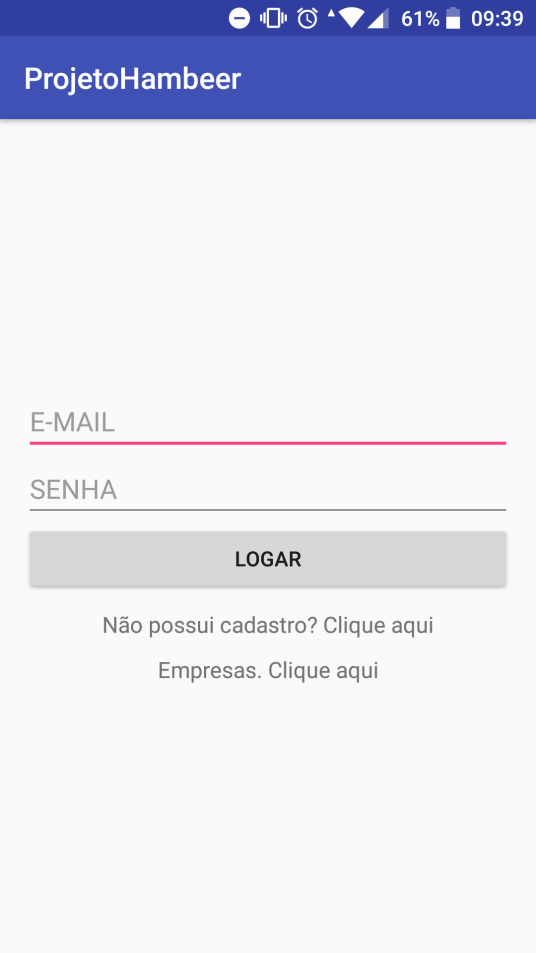 61% 09:39
ProjetoHambeer
E-MAIL
SENHA
LOGAR
Não possui cadastro? Clique aqui
Empresas. Clique aqui